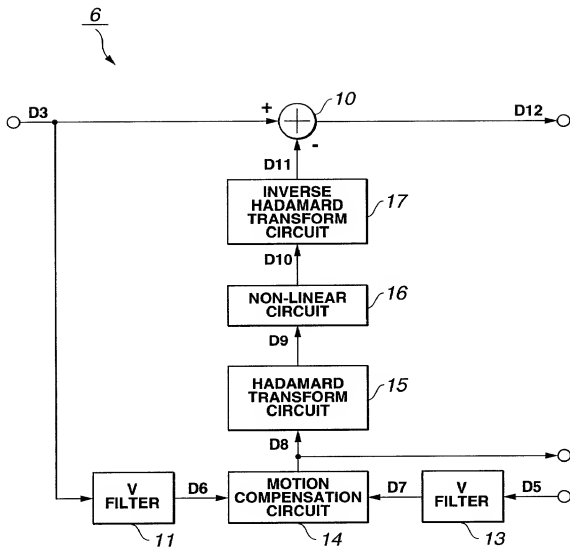 6
D3
+
10
D12
-
D11
INVERSE
HADAMARD
TRANSFORM
CIRCUIT
17
D10
NON-LINEAR
CIRCUIT
16
D9
HADAMARD
TRANSFORM
CIRCUIT
15
D8
V
FILTER
11
D6
MOTION
COMPENSATION
CIRCUIT
14
D7
V
FILTER
13
D5